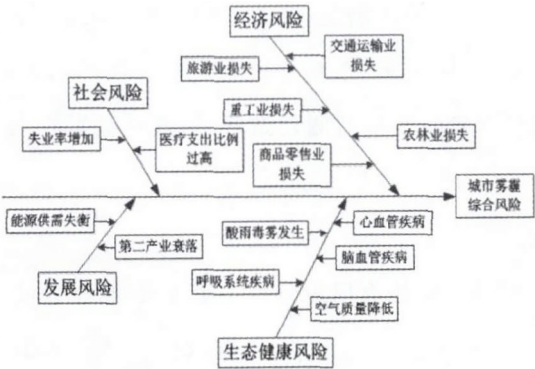 经济风险
交通运输业
损失
旅游业损失
社会风险
重工业损失
失业率增加
医疗支出比例
过高
农林业损失
商品零售业
损失
城市雾霾
综合风险
能源供需失衡
酸雨毒雾发生
心血管疾病
第二产业衰落
脑血管疾病
呼吸系统疾病
发展风险
空气质量降低
生态健康风险